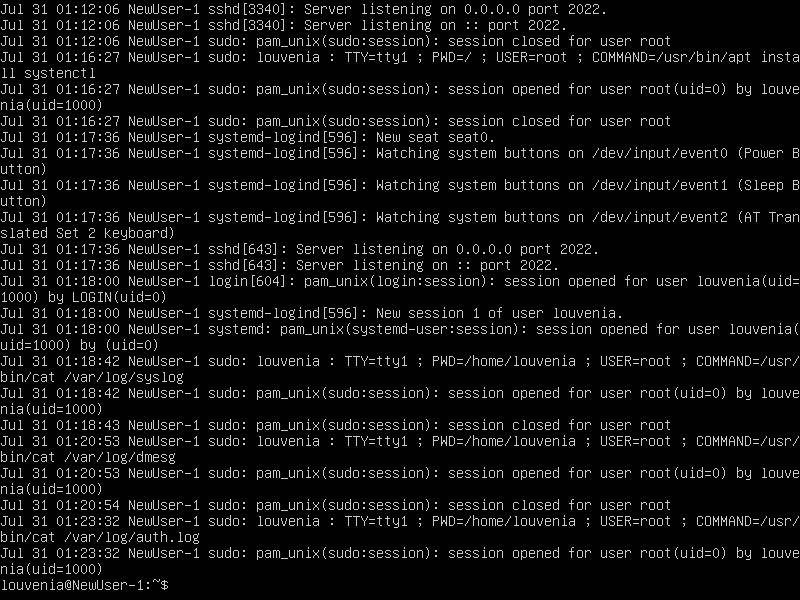 Jul 31 01:12:06 NewUser-1 sshd[3340]: Server listening on 0.0.0.0 port 2022.
Jul 31 01:12:06 NewUser-1 sshd[3340]: Server listening on :: port 2022.
Jul 31 01:12:06 NewUser-1 sudo: pam_unix(sudo:session): session closed for user root
Jul 31 01:16:27 NewUser-1 sudo: louvenia : TTY=tty1 ; PWD=/ ; USER=root ; COMMAND=/usr/bin/apt insta
ll systenctl
Jul 31 01:16:27 NewUser-1 sudo: pam_unix(sudo:session): session opened for user root(uid=0) by louve
nia(uid=1000)
Jul 31 01:16:27 NewUser-1 sudo: pam_unix(sudo:session): session closed for user root
Jul 31 01:17:36 NewUser-1 systemd-logind[596]: New seat seat0.
Jul 31 01:17:36 NewUser-1 systemd-logind[596]: Watching system buttons on /dev/input/event0 (Power B
utton)
Jul 31 01:17:36 NewUser-1 systemd-logind[596]: Watching system buttons on /dev/input/event1 (Sleep B
utton)
Jul 31 01:17:36 NewUser-1 systemd-logind[596]: Watching system buttons on /dev/input/event2 (AT Tran
slated Set 2 keyboard)
Jul 31 01:17:36 NewUser-1 sshd[643]: Server listening on 0.0.0.0 port 2022.
Jul 31 01:17:36 NewUser-1 sshd[643]: Server listening on :: port 2022.
Jul 31 01:18:00 NewUser-1 login[604]: pam_unix(login:session): session opened for user louvenia(uid=
1000) by LOGIN(uid=0)
Jul 31 01:18:00 NewUser-1 systemd-logind[596]: New session 1 of user louvenia.
Jul 31 01:18:00 NewUser-1 systemd: pam_unix(systemd-user:session): session opened for user louvenia(
uid=1000) by (uid=0)
Jul 31 01:18:42 NewUser-1 sudo: louvenia : TTY=tty1 ; PWD=/home/louvenia ; USER=root ; COMMAND=/usr/
bin/cat /var/log/syslog
Jul 31 01:18:42 NewUser-1 sudo: pam_unix(sudo:session): session opened for user root(uid=0) by louve
nia(uid=1000)
Jul 31 01:18:43 NewUser-1 sudo: pam_unix(sudo:session): session closed for user root
Jul 31 01:20:53 NewUser-1 sudo: louvenia : TTY=tty1 ; PWD=/home/louvenia ; USER=root ; COMMAND=/usr/
bin/cat /var/log/dmesg
Jul 31 01:20:53 NewUser-1 sudo: pam_unix(sudo:session): session opened for user root(uid=0) by louve
nia(uid=1000)
Jul 31 01:20:54 NewUser-1 sudo: pam_unix(sudo:session): session closed for user root
Jul 31 01:23:32 NewUser-1 sudo: louvenia : TTY=tty1 ; PWD=/home/louvenia ; USER=root ; COMMAND=/usr/
bin/cat /var/log/auth.log
Jul 31 01:23:32 NewUser-1 sudo: pam_unix(sudo:session): session opened for user root(uid=0) by louve
nia(uid=1000)
louvenia@NewUser-1:~$